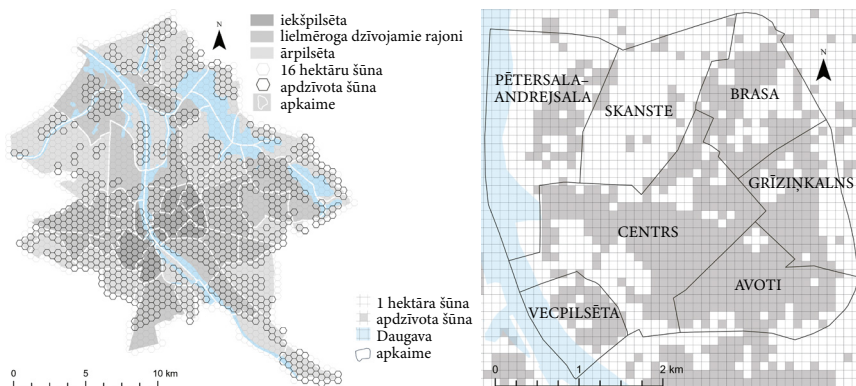 N
iekšpilsēta
lielmēroga dzīvojamie rajoni
ārpilsēta
16 hektāru šūna
apdzīvota šūna
apkaime
1 hektāra šūna
apdzīvota šūna
Daugava
apkaime
0 5 10 km
N
PĒTERSALA–
ANDREJSALA
SKANSTE
BRASA
GRĪZIŅKALNS
CENTRS
AVOTI
VECPILSĒTA
0 1 2 km